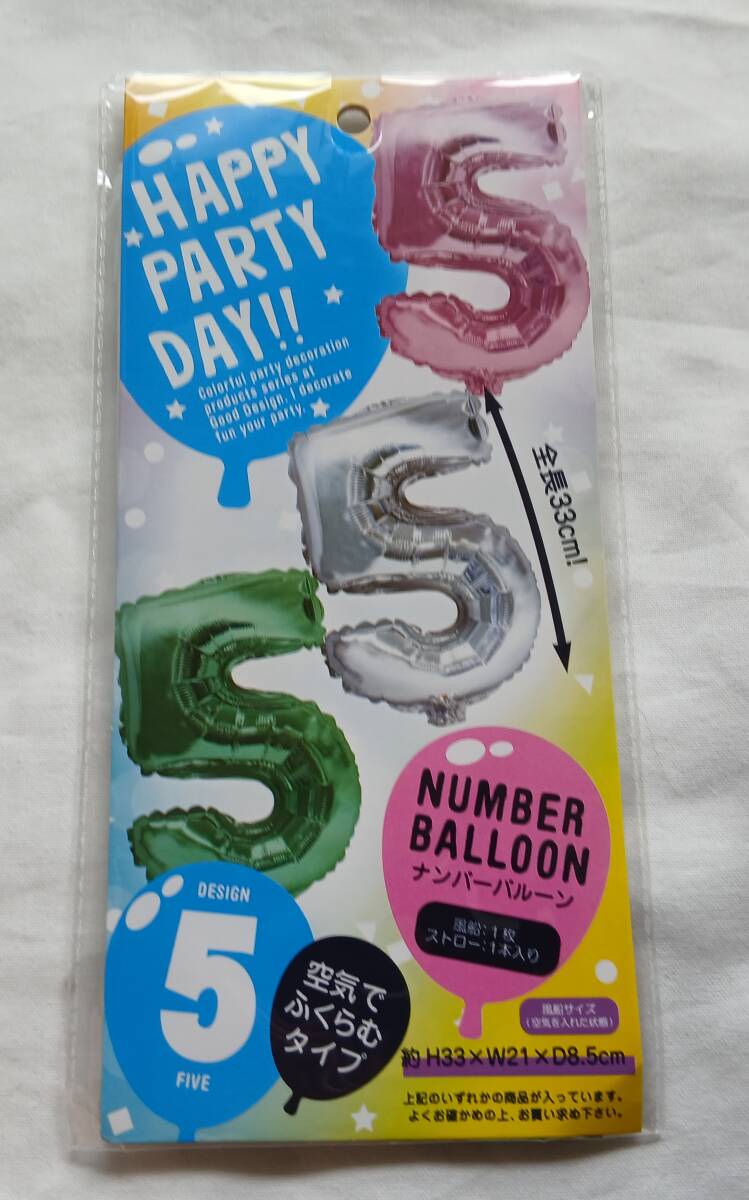 HAPPY
PARTY
DAY!!
Colorful party decoration
products series at
Good Design. I decorate
fun your party.
5
5
全長33cm!
5
NUMBER
BALLOON
ナンバーバルーン
風船:1枚
ストロー:1本入り
DESIGN
5
FIVE
空気で
ふくらむ
タイプ
風船サイズ
(空気を入れた状態)
約 H33×W21×D8.5cm
上記のいずれかの商品が入っています。
よくお確かめの上、お買い求め下さい。